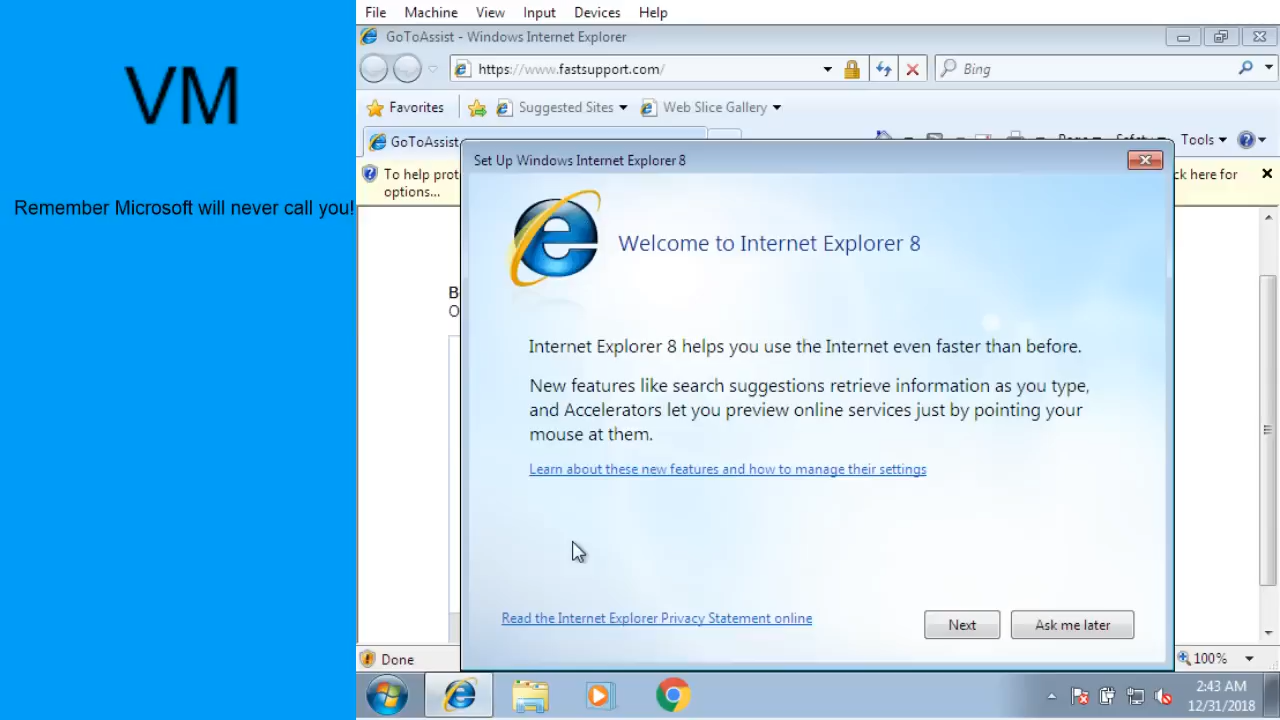 VM
Remember Microsoft will never call you!
File Machine View Input Devices Help
GoToAssist - Windows Internet Explorer
https://www.fastsupport.com/
Bing
Favorites
Suggested Sites
Web Slice Gallery
GoToAssist
Tools
To help prot
options...
ck here for
Set Up Windows Internet Explorer 8
Welcome to Internet Explorer 8
B
O
Internet Explorer 8 helps you use the Internet even faster than before.
New features like search suggestions retrieve information as you type,
and Accelerators let you preview online services just by pointing your
mouse at them.
Learn about these new features and how to manage their settings
Read the Internet Explorer Privacy Statement online
Next
Ask me later
Done
100%
2:43 AM
12/31/2018